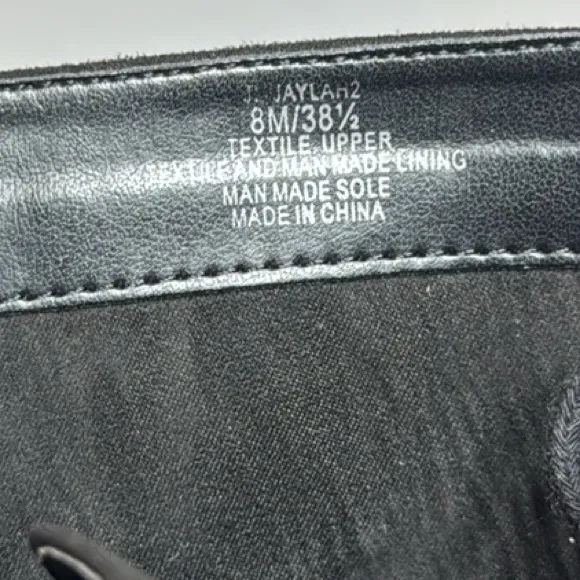 JAYLAH2
8M/38½
TEXTILE UPPER
TEXTILE AND MAN MADE LINING
MAN MADE SOLE
MADE IN CHINA